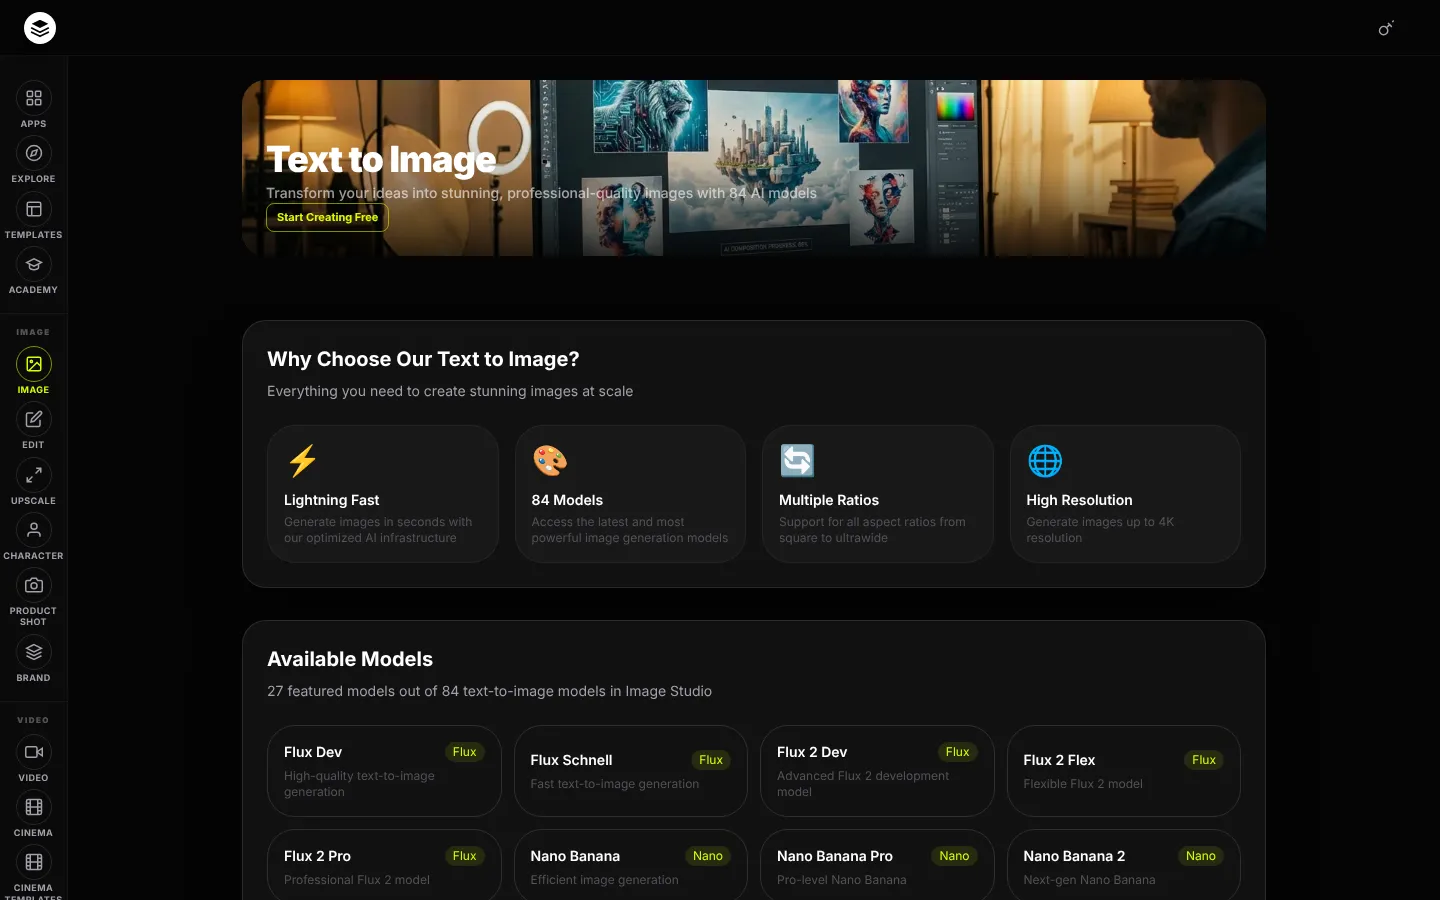 APPS
EXPLORE
TEMPLATES
ACADEMY
IMAGE
IMAGE
EDIT
UPSCALE
CHARACTER
PRODUCT
SHOT
BRAND
VIDEO
VIDEO
CINEMA
CINEMA
TEMPLATES
Text to Image
Transform your ideas into stunning, professional-quality images with 84 AI models
Start Creating Free
Why Choose Our Text to Image?
Everything you need to create stunning images at scale
Lightning Fast
Generate images in seconds with
our optimized AI infrastructure
84 Models
Access the latest and most
powerful image generation models
Multiple Ratios
Support for all aspect ratios from
square to ultrawide
High Resolution
Generate images up to 4K
resolution
Available Models
27 featured models out of 84 text-to-image models in Image Studio
Flux Dev
Flux
High-quality text-to-image
generation
Flux Schnell
Flux
Fast text-to-image generation
Flux 2 Dev
Flux
Advanced Flux 2 development
model
Flux 2 Flex
Flux
Flexible Flux 2 model
Flux 2 Pro
Flux
Professional Flux 2 model
Nano Banana
Nano
Efficient image generation
Nano Banana Pro
Nano
Pro-level Nano Banana
Nano Banana 2
Nano
Next-gen Nano Banana